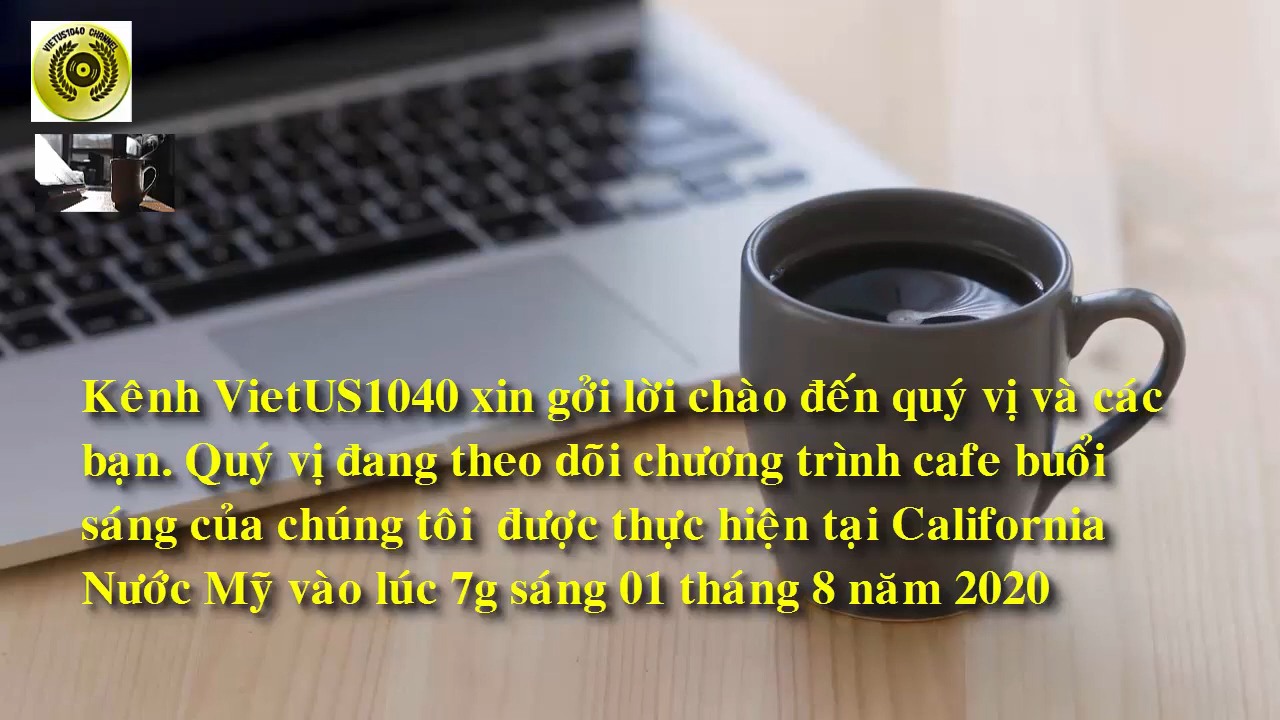 VIETUS1040 CHANNEL
Kênh VietUS1040 xin gởi lời chào đến quý vị và các
bạn. Quý vị đang theo dõi chương trình cafe buổi
sáng của chúng tôi được thực hiện tại California
Nước Mỹ vào lúc 7g sáng 01 tháng 8 năm 2020